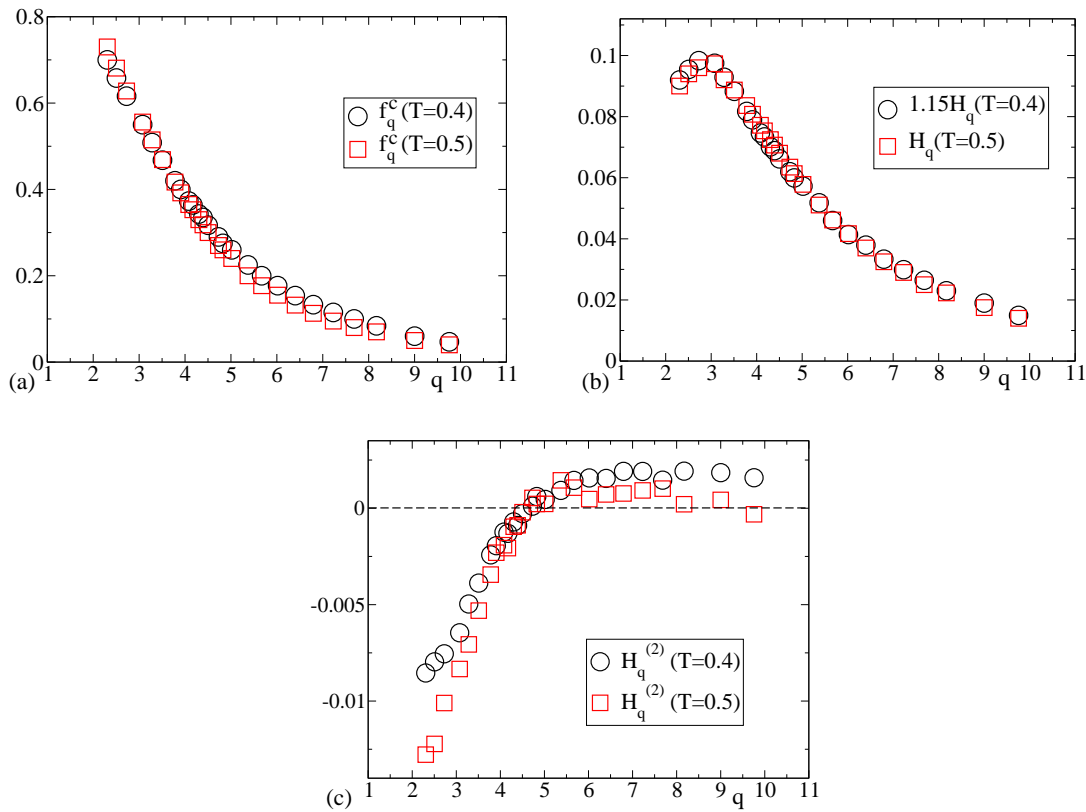 0.8
0.6
0.4
0.2
0
f_q^c (T=0.4)
f_q^c (T=0.5)
1 2 3 4 5 6 7 8 9 10 11
(a) q
0.1
0.08
0.06
0.04
0.02
0
1.15H_q (T=0.4)
H_q (T=0.5)
1 2 3 4 5 6 7 8 9 10 11
(b) q
0
-0.005
-0.01
H_q^(2) (T=0.4)
H_q^(2) (T=0.5)
1 2 3 4 5 6 7 8 9 10 11
(c) q